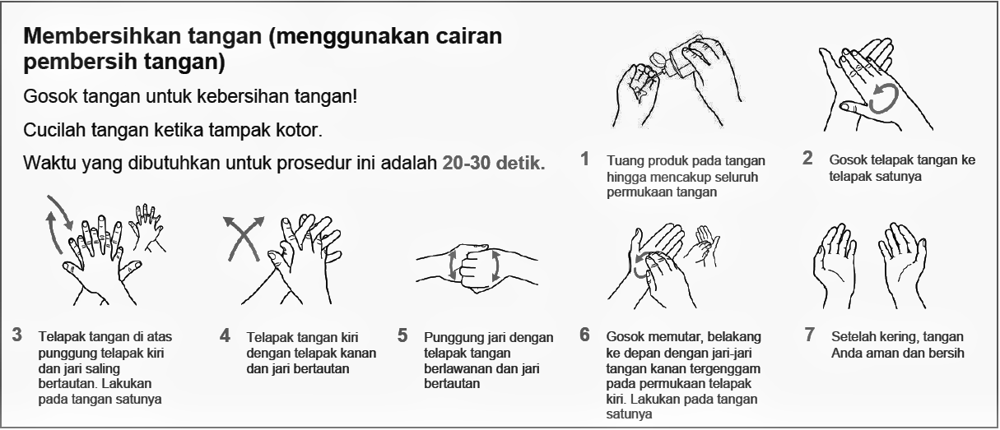 Membersihkan tangan (menggunakan cairan
pembersih tangan)
Gosok tangan untuk kebersihan tangan!
Cucilah tangan ketika tampak kotor.
Waktu yang dibutuhkan untuk prosedur ini adalah 20-30 detik.
1 Tuang produk pada tangan
hingga mencakup seluruh
permukaan tangan
2 Gosok telapak tangan ke
telapak satunya
3 Telapak tangan di atas
punggung telapak kiri
dan jari saling
bertautan. Lakukan
pada tangan satunya
4 Telapak tangan kiri
dengan telapak kanan
dan jari bertautan
5 Punggung jari dengan
telapak tangan
berlawanan dan jari
bertautan
6 Gosok memutar, belakang
ke depan dengan jari-jari
tangan kanan tergenggam
pada permukaan telapak
kiri. Lakukan pada tangan
satunya
7 Setelah kering, tangan
Anda aman dan bersih